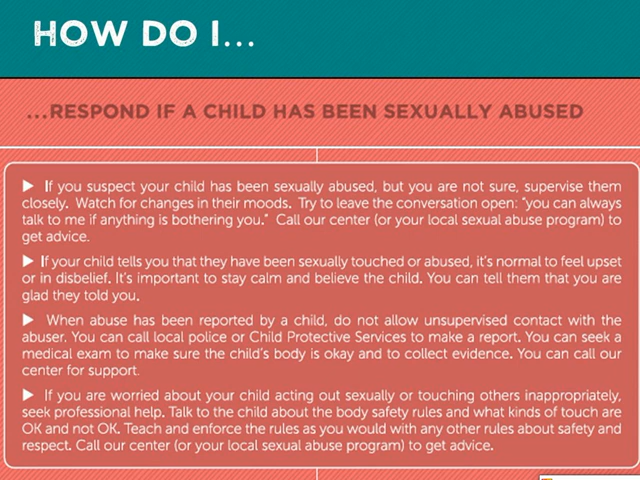 HOW DO I...
...RESPOND IF A CHILD HAS BEEN SEXUALLY ABUSED
▶ If you suspect your child has been sexually abused, but you are not sure, supervise them
closely. Watch for changes in their moods. Try to leave the conversation open: “you can always
talk to me if anything is bothering you.” Call our center (or your local sexual abuse program) to
get advice.
▶ If your child tells you that they have been sexually touched or abused, it’s normal to feel upset
or in disbelief. It’s important to stay calm and believe the child. You can tell them that you are
glad they told you.
▶ When abuse has been reported by a child, do not allow unsupervised contact with the
abuser. You can call local police or Child Protective Services to make a report. You can seek a
medical exam to make sure the child’s body is okay and to collect evidence. You can call our
center for support.
▶ If you are worried about your child acting out sexually or touching others inappropriately,
seek professional help. Talk to the child about the body safety rules and what kinds of touch are
OK and not OK. Teach and enforce the rules as you would with any other rules about safety and
respect. Call our center (or your local sexual abuse program) to get advice.